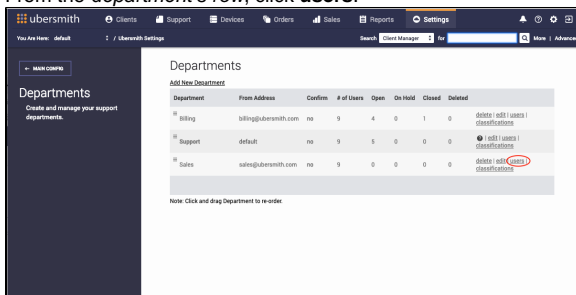 From the department's row, click users.
ubersmith Clients Support Devices Orders Sales Reports Settings
You Are Here: default / Ubersmith Settings Search Client Manager for More | Advanced
← MAIN CONFIG
Departments
Create and manage your support
departments.
Departments
Add New Department
Department From Address Confirm # of Users Open On Hold Closed Deleted
Billing billing@ubersmith.com no 9 4 0 1 0 delete | edit | users |
classifications
Support default no 9 5 0 0 0 | edit | users |
classifications
Sales sales@ubersmith.com no 9 0 0 0 0 delete | edit | users |
classifications
Note: Click and drag Department to re-order.